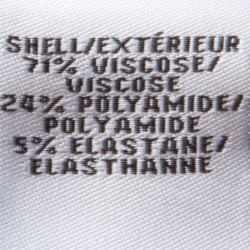 SHELL/EXTÉRIEUR
71% VISCOSE/
VISCOSE
24% POLYAMIDE/
POLYAMIDE
5% ELASTANE/
ELASTHANNE